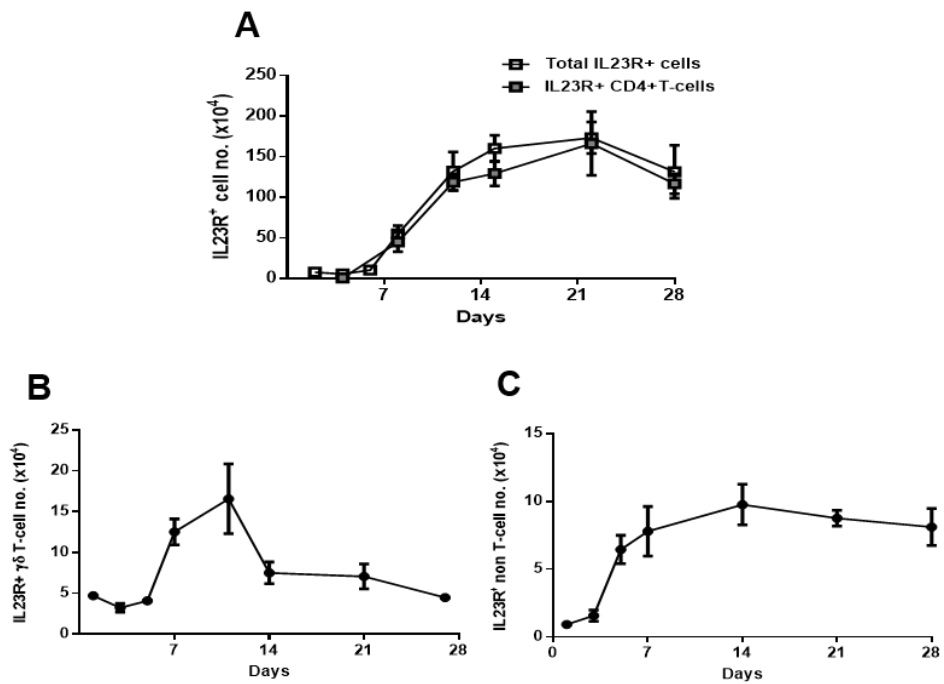 A
Total IL23R+ cells
IL23R+ CD4+T-cells
IL23R⁺ cell no. (x10⁴)
250
200
150
100
50
0
7
14
21
28
Days
B
IL23R+ γδ T-cell no. (x10⁴)
25
20
15
10
5
0
7
14
21
28
Days
C
IL23R⁺ non T-cell no. (x10⁴)
15
10
5
0
0
7
14
21
28
Days